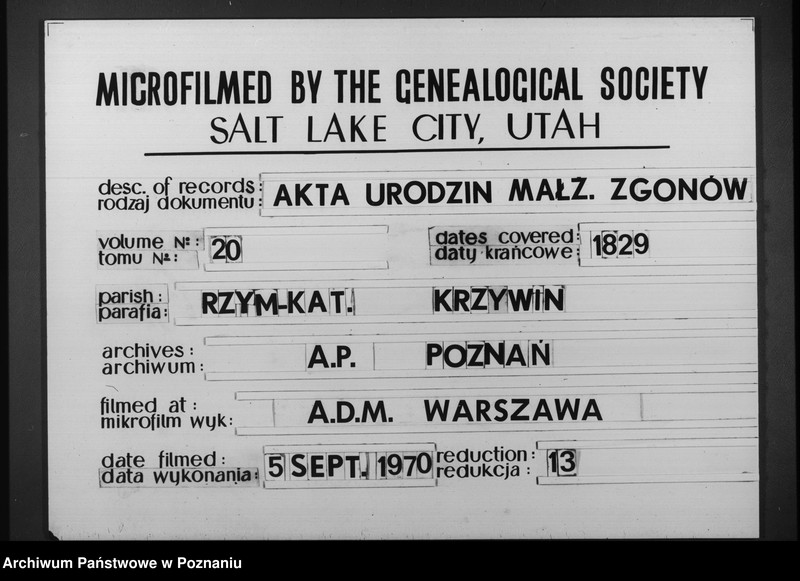 MICROFILMED BY THE GENEALOGICAL SOCIETY
SALT LAKE CITY, UTAH
desc. of records: AKTA URODZIN MAŁŻ. ZGONÓW
rodzaj dokumentu:
volume №: 20 dates covered: 1829
tomu №: daty krańcowe:
parish: RZYM-KAT. KRZYWIN
parafia:
archives: A.P. POZNAŃ
archiwum:
filmed at: A.D.M. WARSZAWA
mikrofilm wyk:
date filmed: 5 SEPT. 1970 reduction: 13
data wykonania: redukcja:
Archiwum Państwowe w Poznaniu